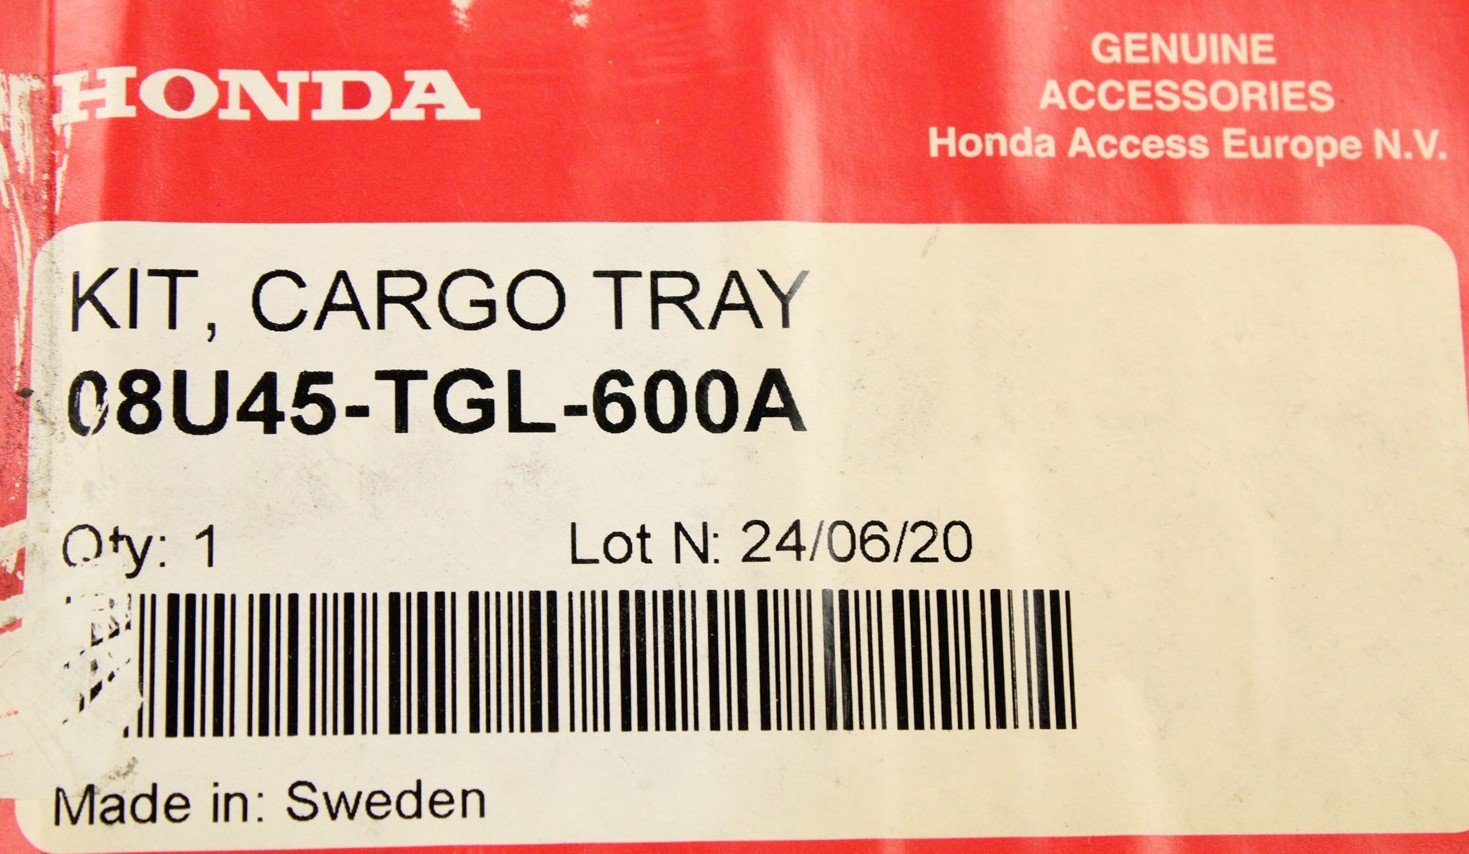 HONDA
GENUINE
ACCESSORIES
Honda Access Europe N.V.
KIT, CARGO TRAY
08U45-TGL-600A
Qty: 1 Lot N: 24/06/20
Made in: Sweden